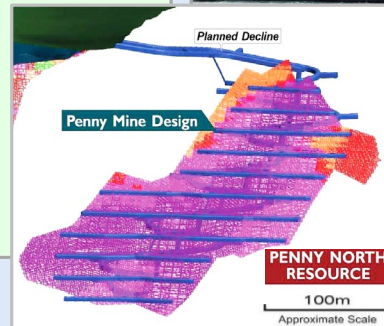 Planned Decline
Penny Mine Design
PENNY NORTH
RESOURCE
100m
Approximate Scale